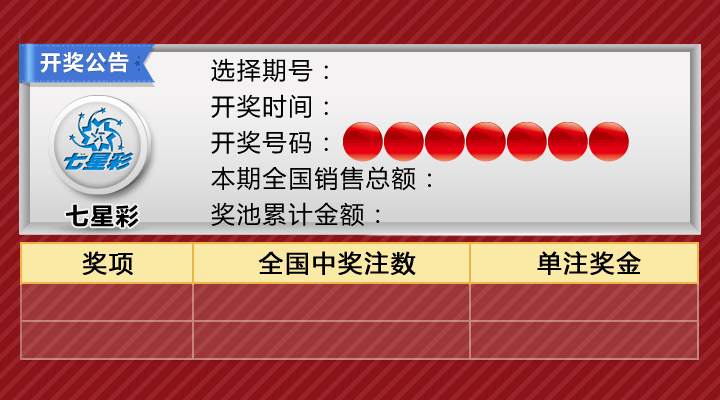 开奖公告
七星彩
七星彩
选择期号：
开奖时间：
开奖号码：
本期全国销售总额：
奖池累计金额：
奖项 全国中奖注数 单注奖金